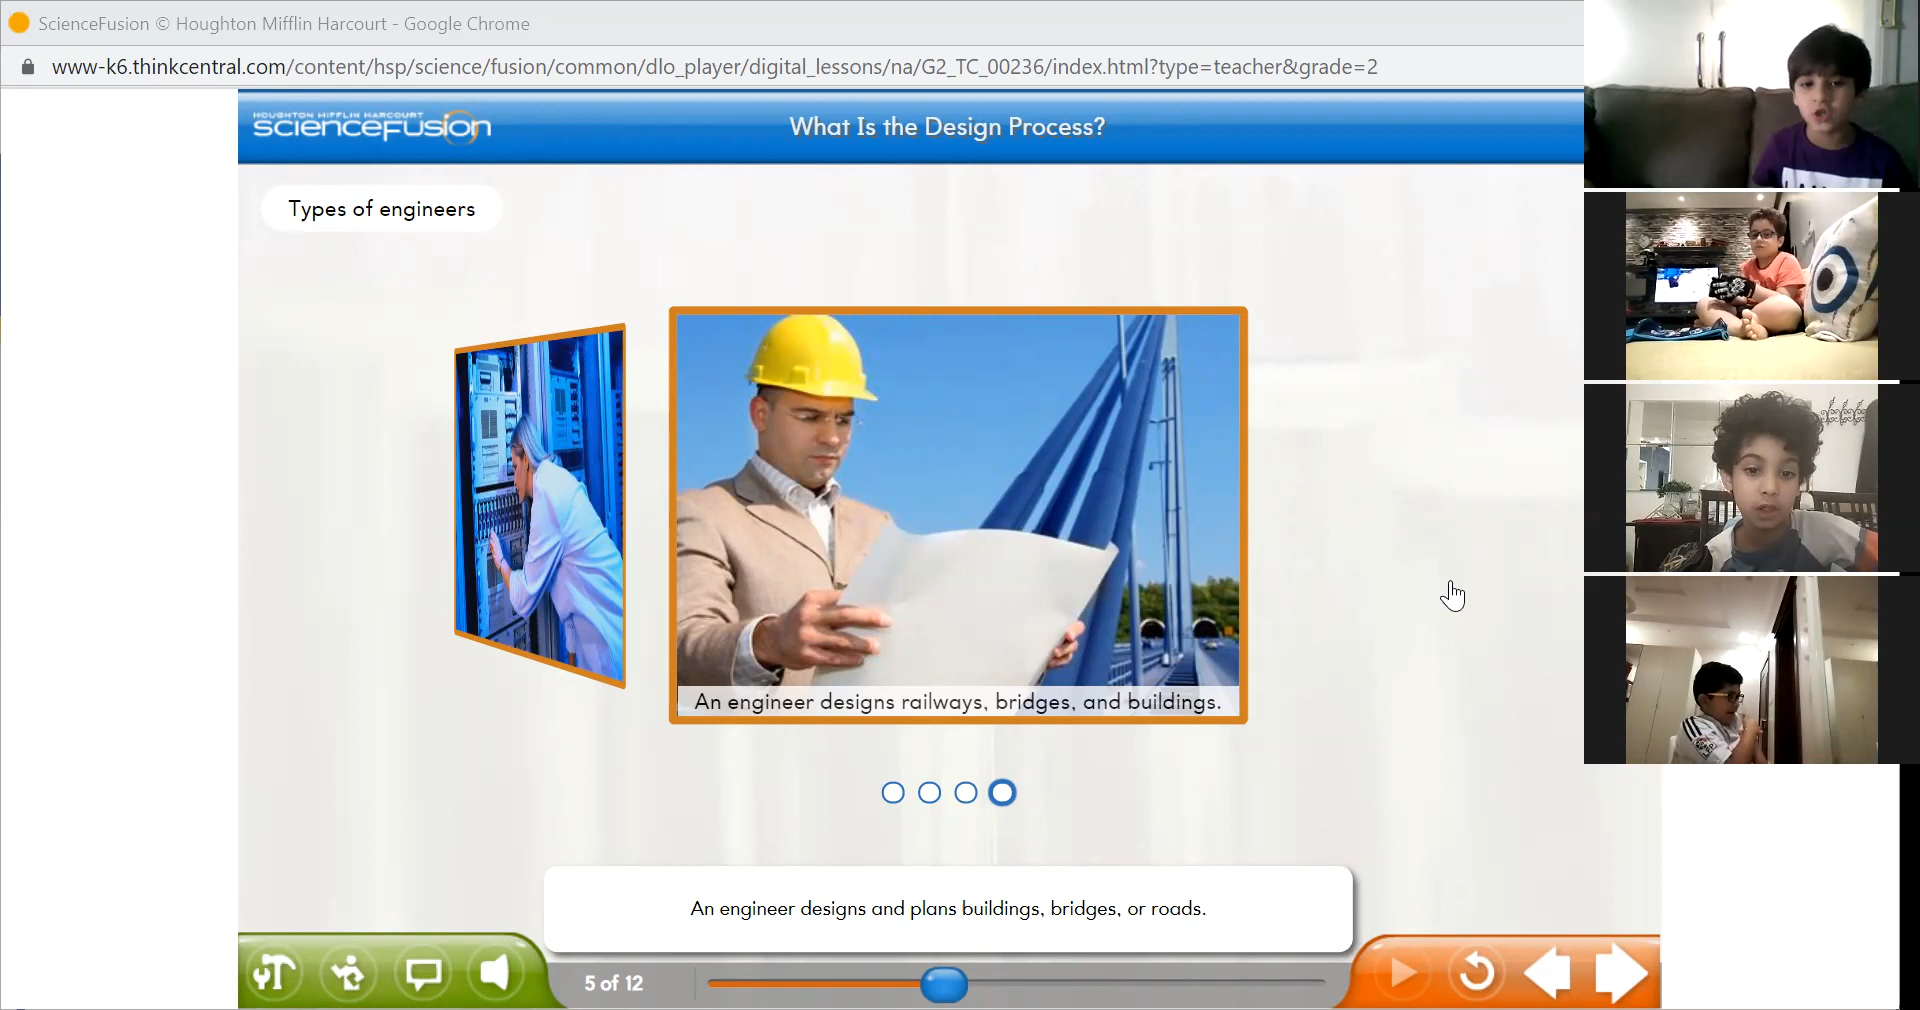 ScienceFusion © Houghton Mifflin Harcourt - Google Chrome
www-k6.thinkcentral.com/content/hsp/science/fusion/common/dlo_player/digital_lessons/na/G2_TC_00236/index.html?type=teacher&grade=2
HOUGHTON MIFFLIN HARCOURT
scienceFusion
What Is the Design Process?
Types of engineers
An engineer designs railways, bridges, and buildings.
An engineer designs and plans buildings, bridges, or roads.
5 of 12